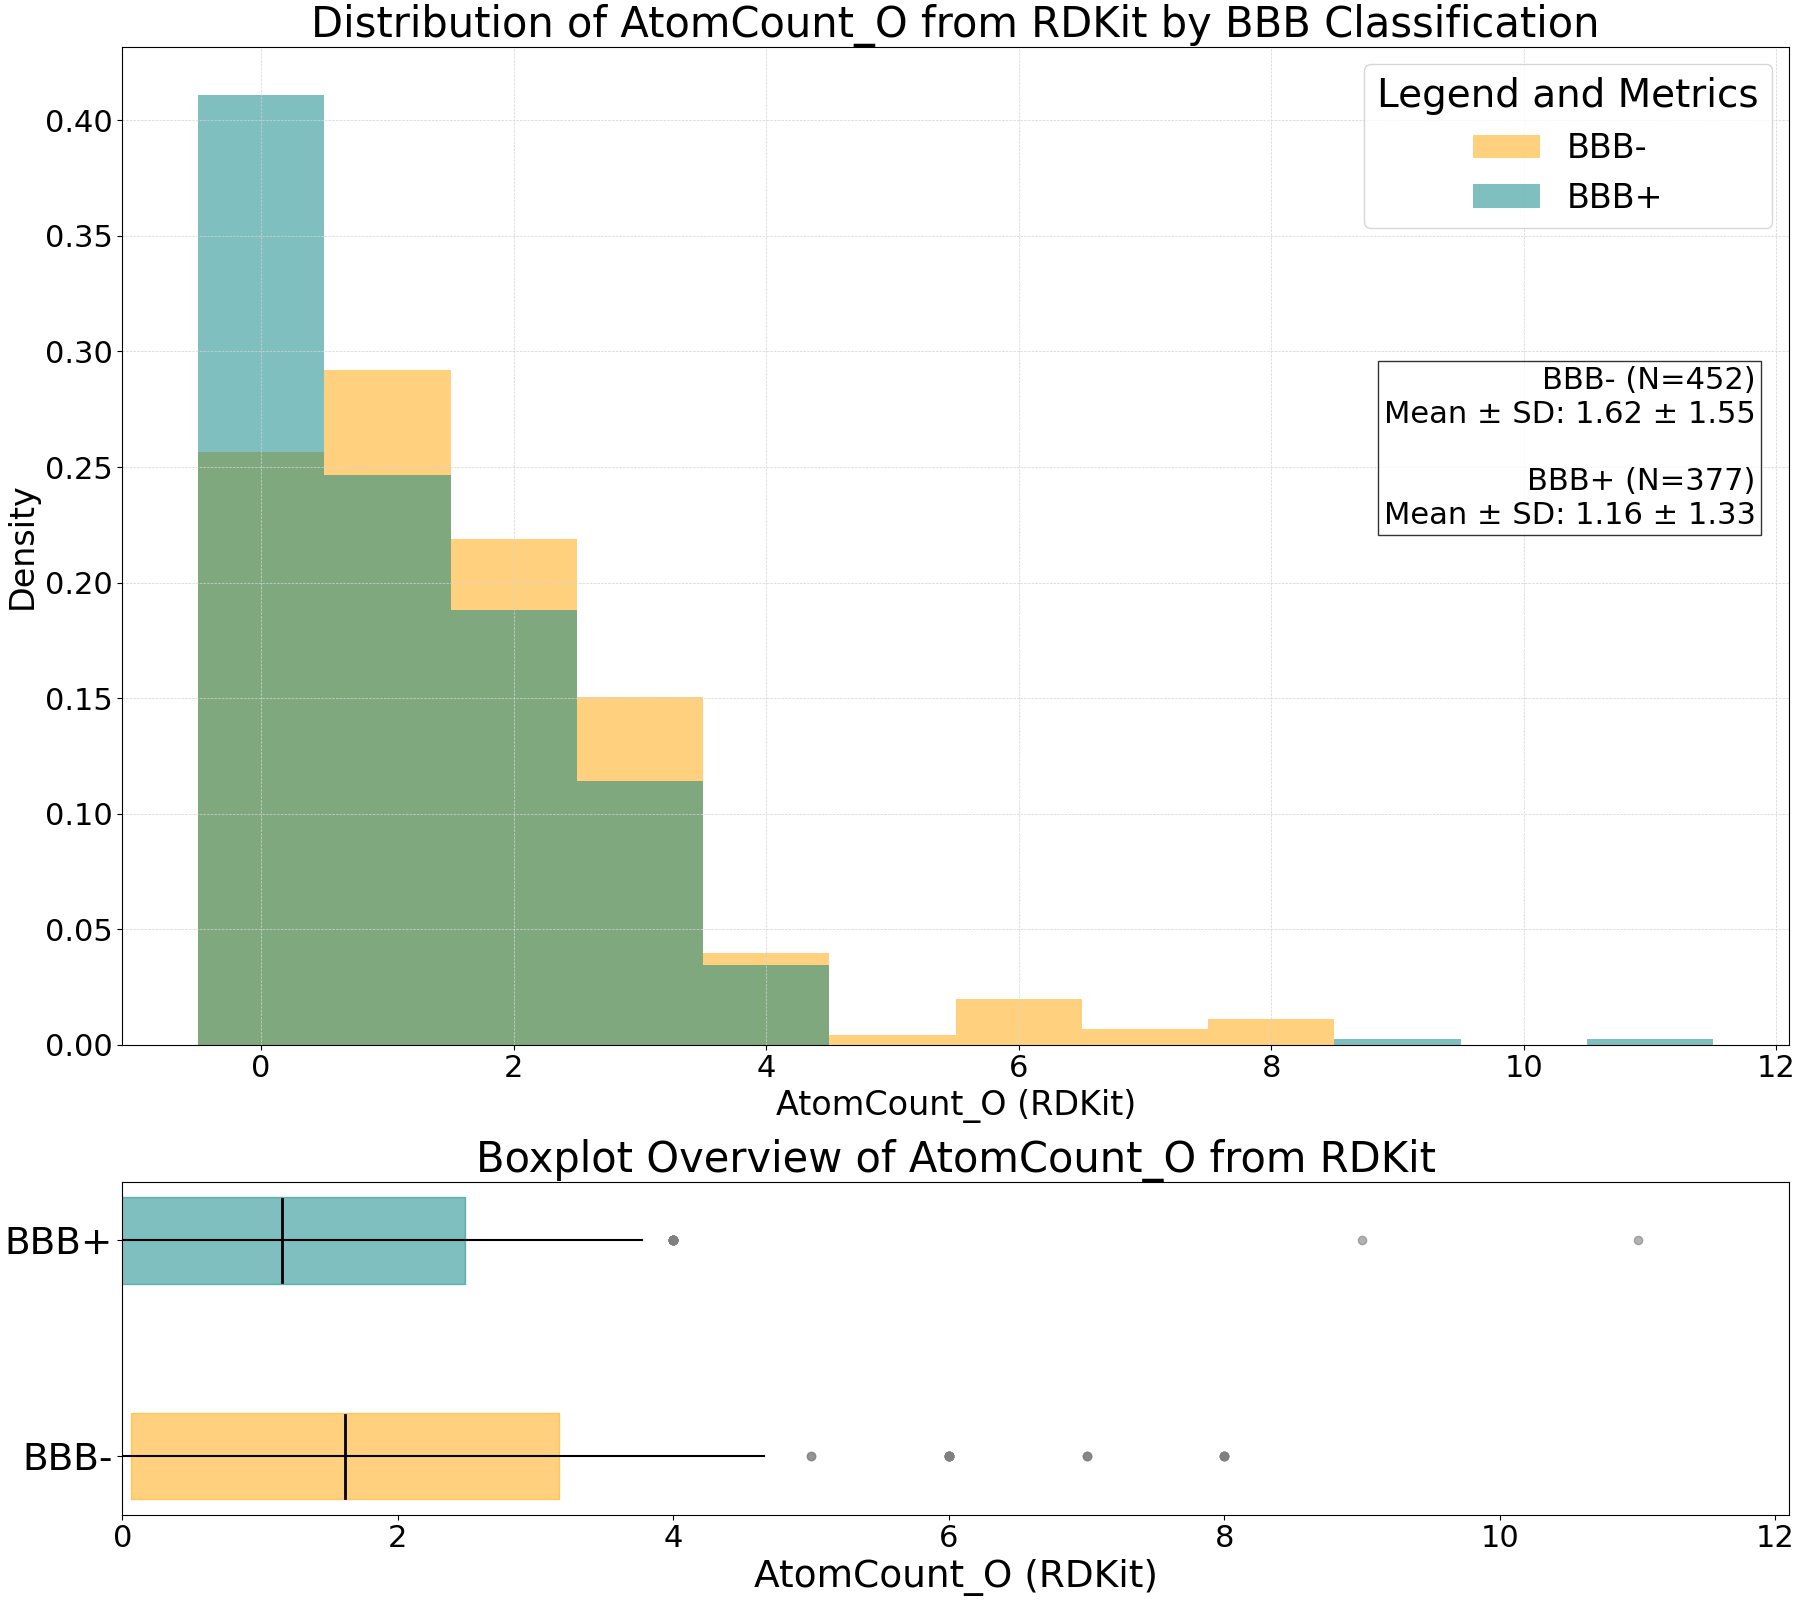 Distribution of AtomCount_O from RDKit by BBB Classification
Legend and Metrics
BBB-
BBB+
BBB- (N=452)
Mean ± SD: 1.62 ± 1.55
BBB+ (N=377)
Mean ± SD: 1.16 ± 1.33
Density
0.40
0.35
0.30
0.25
0.20
0.15
0.10
0.05
0.00
0 2 4 6 8 10 12
AtomCount_O (RDKit)
Boxplot Overview of AtomCount_O from RDKit
BBB+
BBB-
0 2 4 6 8 10 12
AtomCount_O (RDKit)